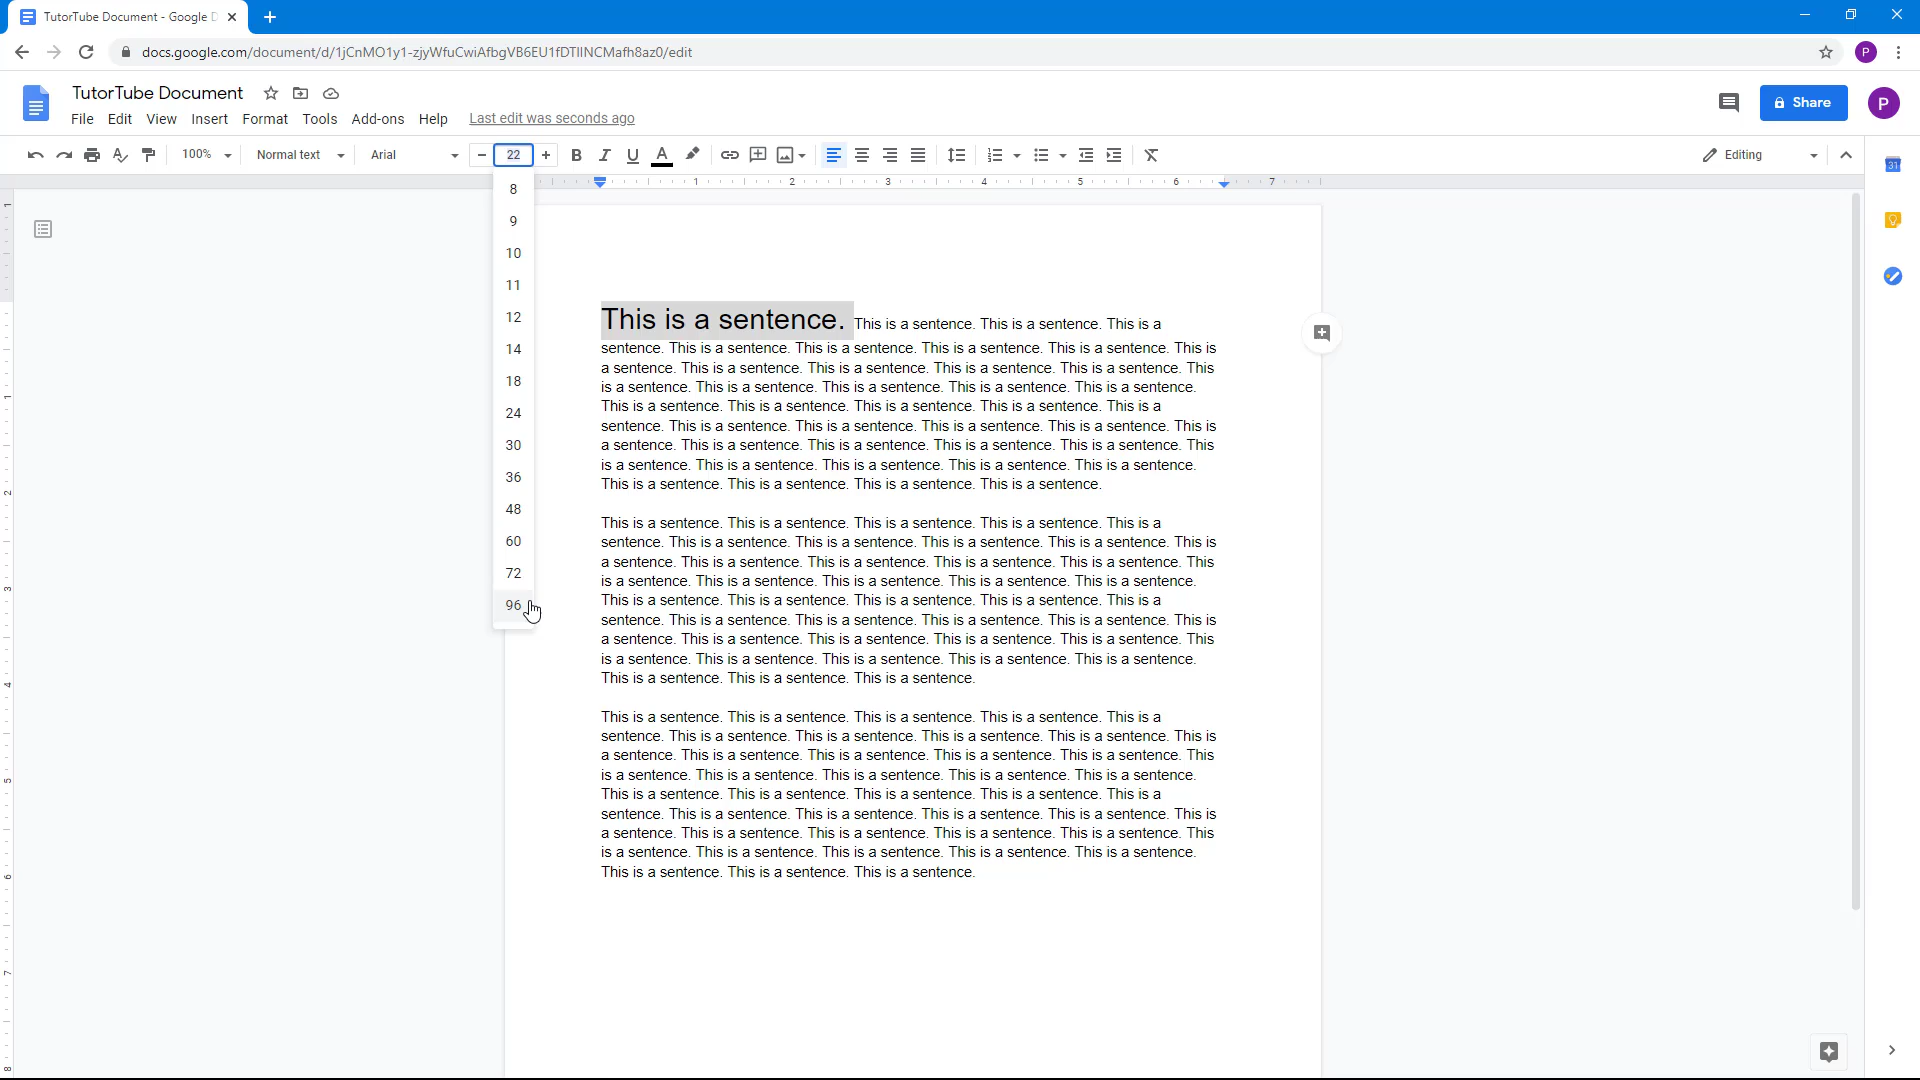 TutorTube Document - Google D
docs.google.com/document/d/1jCnMO1y1-zjyWfuCwiAfbgVB6EU1fDTIINCMafh8az0/edit
P
TutorTube Document
Share
P
File Edit View Insert Format Tools Add-ons Help Last edit was seconds ago
100% Normal text Arial 22 B I U A Editing
31
1 2 3 4 5 6 7
8
9
10
11
12
14
18
24
30
36
48
60
72
96
1
1
2
3
4
5
6
7
8
This is a sentence. This is a sentence. This is a sentence. This is a
sentence. This is a sentence. This is a sentence. This is a sentence. This is a sentence. This is
a sentence. This is a sentence. This is a sentence. This is a sentence. This is a sentence. This
is a sentence. This is a sentence. This is a sentence. This is a sentence. This is a sentence.
This is a sentence. This is a sentence. This is a sentence. This is a sentence. This is a
sentence. This is a sentence. This is a sentence. This is a sentence. This is a sentence. This is
a sentence. This is a sentence. This is a sentence. This is a sentence. This is a sentence. This
is a sentence. This is a sentence. This is a sentence. This is a sentence. This is a sentence.
This is a sentence. This is a sentence. This is a sentence. This is a sentence.
This is a sentence. This is a sentence. This is a sentence. This is a sentence. This is a
sentence. This is a sentence. This is a sentence. This is a sentence. This is a sentence. This is
a sentence. This is a sentence. This is a sentence. This is a sentence. This is a sentence. This
is a sentence. This is a sentence. This is a sentence. This is a sentence. This is a sentence.
This is a sentence. This is a sentence. This is a sentence. This is a sentence. This is a
sentence. This is a sentence. This is a sentence. This is a sentence. This is a sentence. This is
a sentence. This is a sentence. This is a sentence. This is a sentence. This is a sentence. This
is a sentence. This is a sentence. This is a sentence. This is a sentence. This is a sentence.
This is a sentence. This is a sentence. This is a sentence.
This is a sentence. This is a sentence. This is a sentence. This is a sentence. This is a
sentence. This is a sentence. This is a sentence. This is a sentence. This is a sentence. This is
a sentence. This is a sentence. This is a sentence. This is a sentence. This is a sentence. This
is a sentence. This is a sentence. This is a sentence. This is a sentence. This is a sentence.
This is a sentence. This is a sentence. This is a sentence. This is a sentence. This is a
sentence. This is a sentence. This is a sentence. This is a sentence. This is a sentence. This is
a sentence. This is a sentence. This is a sentence. This is a sentence. This is a sentence. This
is a sentence. This is a sentence. This is a sentence. This is a sentence. This is a sentence.
This is a sentence. This is a sentence. This is a sentence.